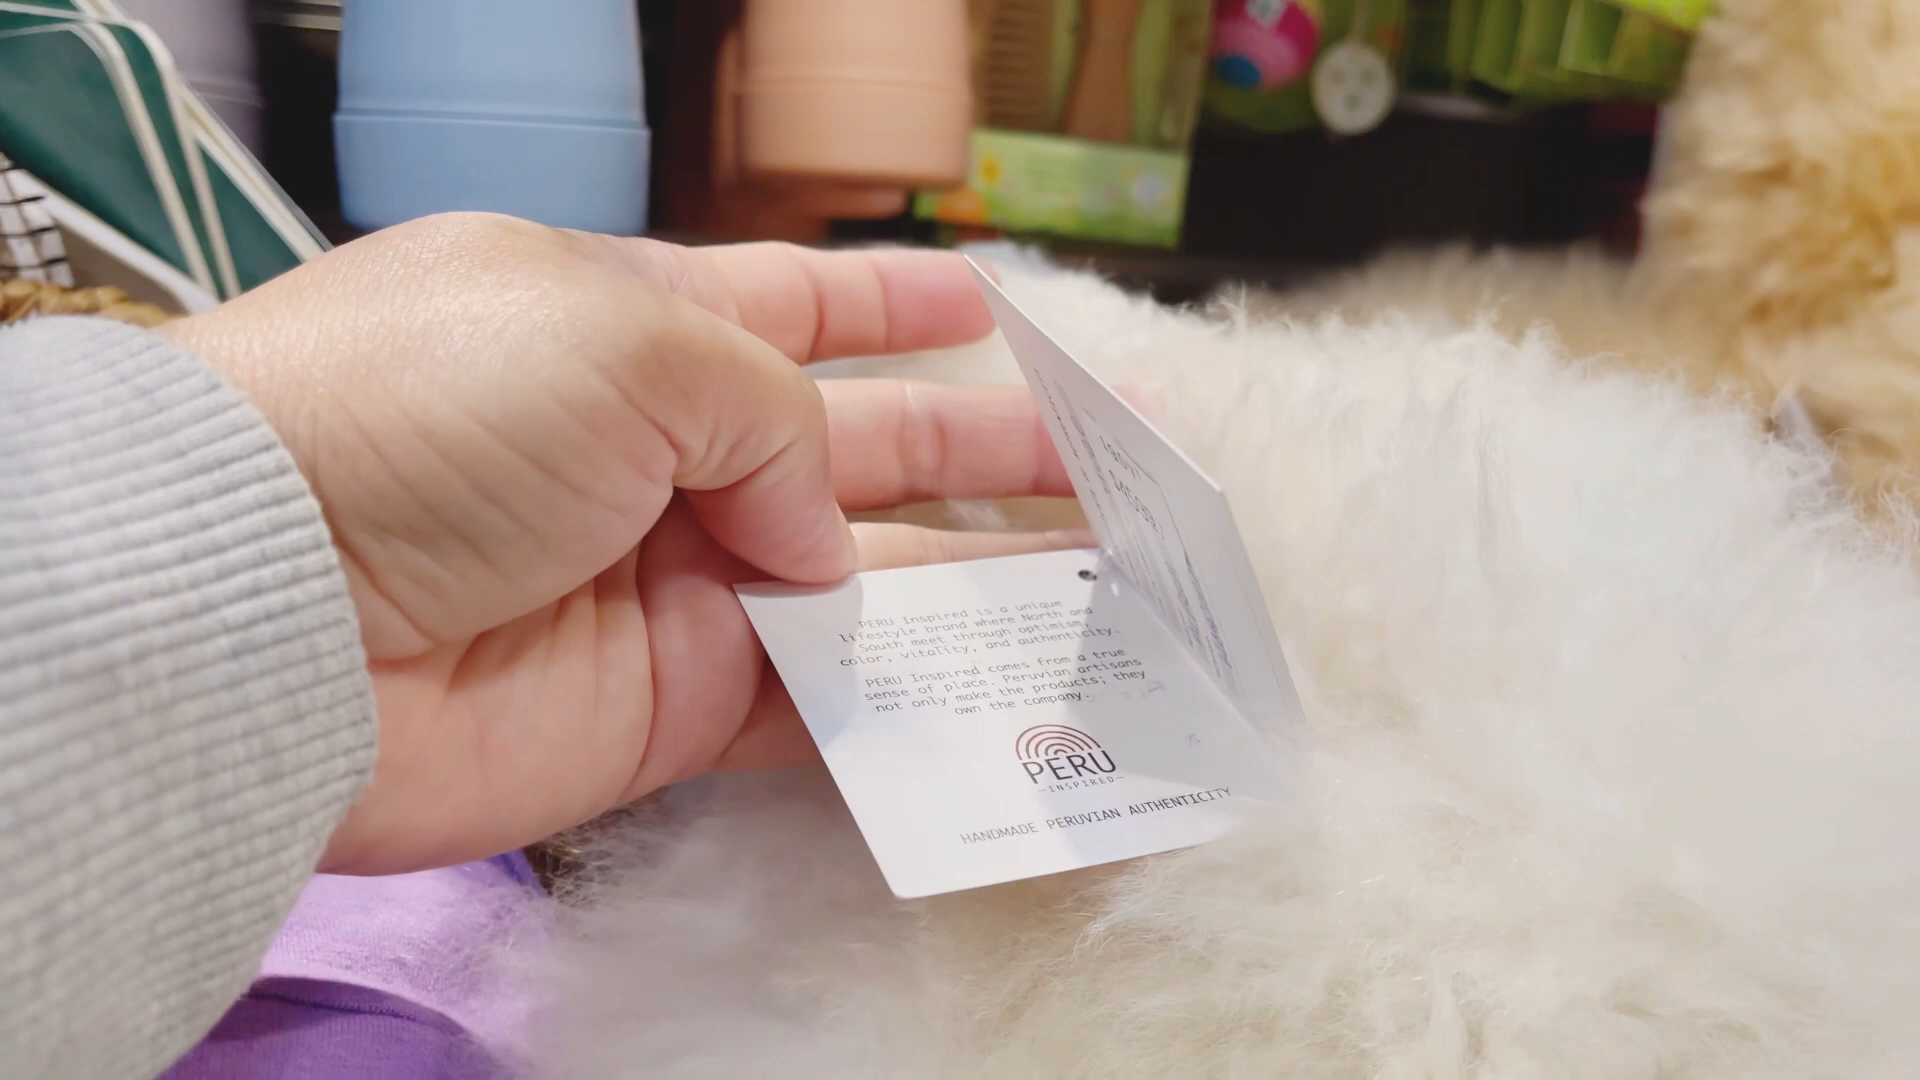 PERU Inspired is a unique
lifestyle brand where North and
South meet through optimism,
color, vitality, and authenticity.
PERU Inspired comes from a true
sense of place. Peruvian artisans
not only make the products; they
own the company.
PERU
—INSPIRED—
HANDMADE PERUVIAN AUTHENTICITY